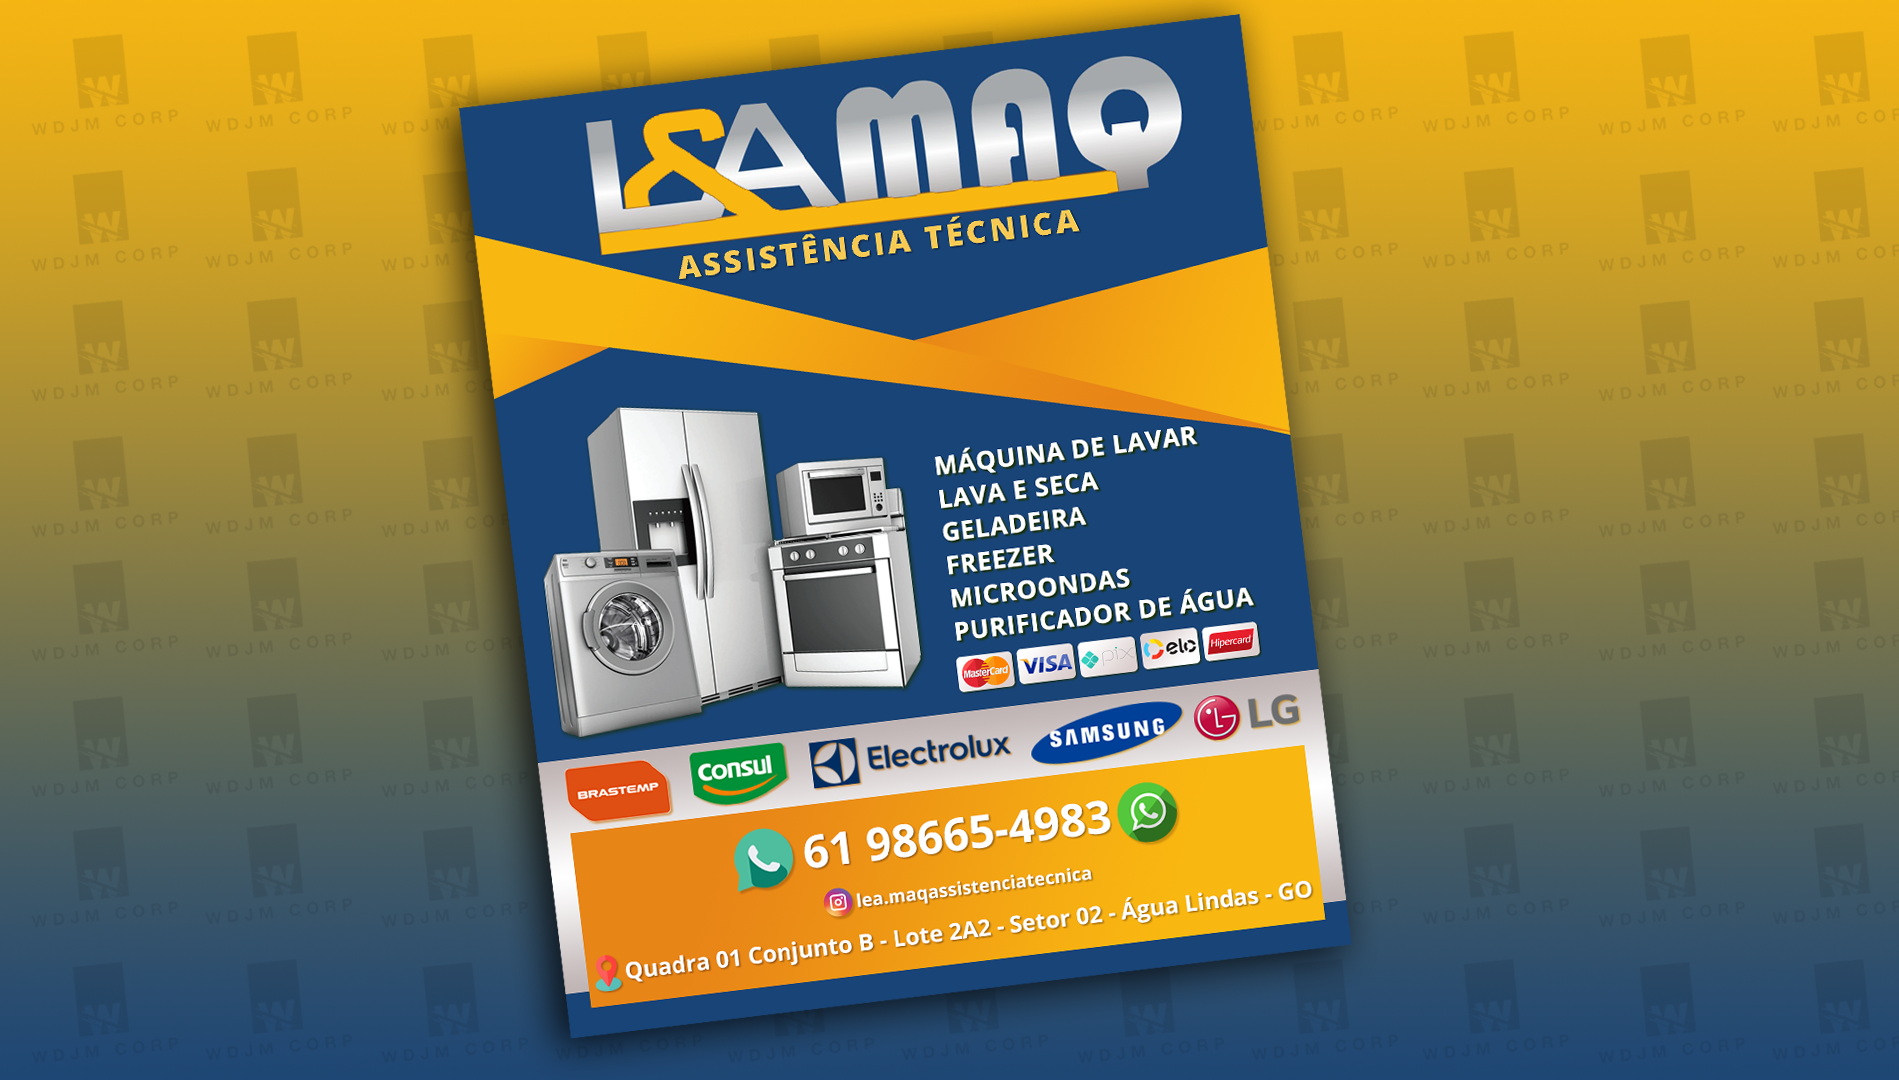 L&A MAQ
ASSISTÊNCIA TÉCNICA
MÁQUINA DE LAVAR
LAVA E SECA
GELADEIRA
FREEZER
MICROONDAS
PURIFICADOR DE ÁGUA
MasterCard VISA pix elo Hipercard
BRASTEMP Consul Electrolux SAMSUNG LG
61 98665-4983
lea.maqassistenciatecnica
Quadra 01 Conjunto B - Lote 2A2 - Setor 02 - Água Lindas - GO
WDJM CORP